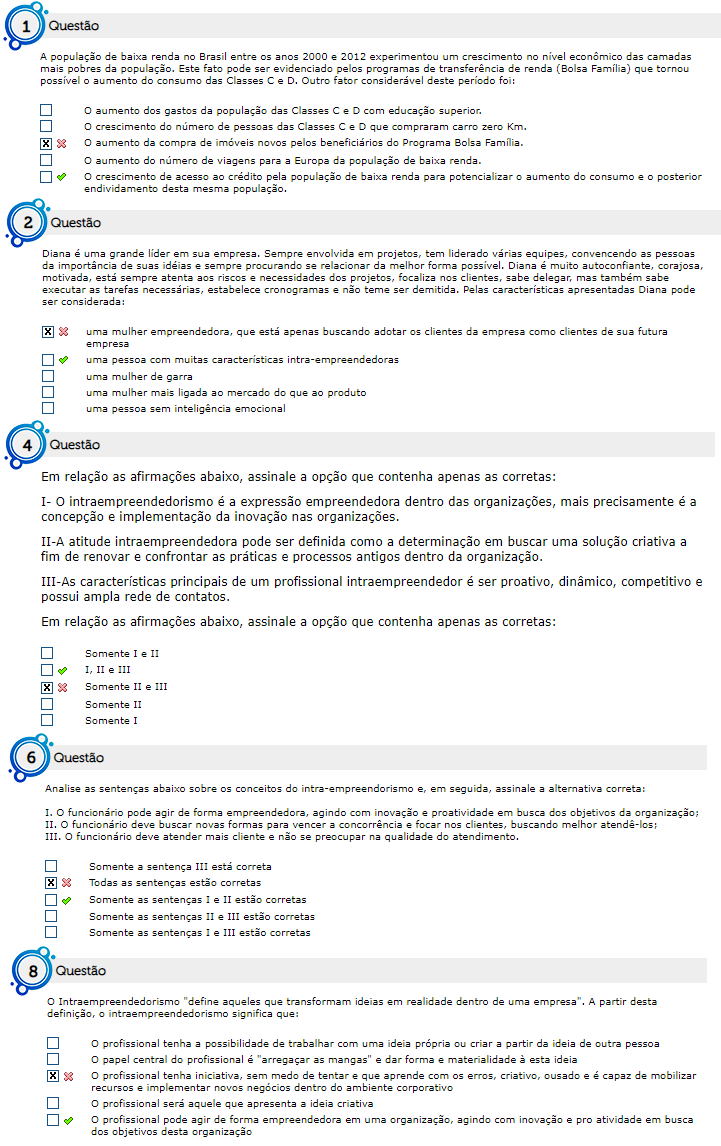 1 Questão
A população de baixa renda no Brasil entre os anos 2000 e 2012 experimentou um crescimento no nível econômico das camadas
mais pobres da população. Este fato pode ser evidenciado pelos programas de transferência de renda (Bolsa Família) que tornou
possível o aumento do consumo das Classes C e D. Outro fator considerável deste período foi:
O aumento dos gastos da população das Classes C e D com educação superior.
O crescimento do número de pessoas das Classes C e D que compraram carro zero Km.
O aumento da compra de imóveis novos pelos beneficiários do Programa Bolsa Família.
O aumento do número de viagens para a Europa da população de baixa renda.
O crescimento de acesso ao crédito pela população de baixa renda para potencializar o aumento do consumo e o posterior
endividamento desta mesma população.
2 Questão
Diana é uma grande líder em sua empresa. Sempre envolvida em projetos, tem liderado várias equipes, convencendo as pessoas
da importância de suas idéias e sempre procurando se relacionar da melhor forma possível. Diana é muito autoconfiante, corajosa,
motivada, está sempre atenta aos riscos e necessidades dos projetos, focaliza nos clientes, sabe delegar, mas também sabe
executar as tarefas necessárias, estabelece cronogramas e não teme ser demitida. Pelas características apresentadas Diana pode
ser considerada:
uma mulher empreendedora, que está apenas buscando adotar os clientes da empresa como clientes de sua futura
empresa
uma pessoa com muitas características intra-empreendedoras
uma mulher de garra
uma mulher mais ligada ao mercado do que ao produto
uma pessoa sem inteligência emocional
4 Questão
Em relação as afirmações abaixo, assinale a opção que contenha apenas as corretas:
I- O intraempreendedorismo é a expressão empreendedora dentro das organizações, mais precisamente é a
concepção e implementação da inovação nas organizações.
II-A atitude intraempreendedora pode ser definida como a determinação em buscar uma solução criativa a
fim de renovar e confrontar as práticas e processos antigos dentro da organização.
III-As características principais de um profissional intraempreendedor é ser proativo, dinâmico, competitivo e
possui ampla rede de contatos.
Em relação as afirmações abaixo, assinale a opção que contenha apenas as corretas:
Somente I e II
I, II e III
Somente II e III
Somente II
Somente I
6 Questão
Analise as sentenças abaixo sobre os conceitos do intra-empreendorismo e, em seguida, assinale a alternativa correta:
I. O funcionário pode agir de forma empreendedora, agindo com inovação e proatividade em busca dos objetivos da organização;
II. O funcionário deve buscar novas formas para vencer a concorrência e focar nos clientes, buscando melhor atendê-los;
III. O funcionário deve atender mais cliente e não se preocupar na qualidade do atendimento.
Somente a sentença III está correta
Todas as sentenças estão corretas
Somente as sentenças I e II estão corretas
Somente as sentenças II e III estão corretas
Somente as sentenças I e III estão corretas
8 Questão
O Intraempreendedorismo "define aqueles que transformam ideias em realidade dentro de uma empresa". A partir desta
definição, o intraempreendedorismo significa que:
O profissional tenha a possibilidade de trabalhar com uma ideia própria ou criar a partir da ideia de outra pessoa
O papel central do profissional é "arregaçar as mangas" e dar forma e materialidade à esta ideia
O profissional tenha iniciativa, sem medo de tentar e que aprende com os erros, criativo, ousado e é capaz de mobilizar
recursos e implementar novos negócios dentro do ambiente corporativo
O profissional será aquele que apresenta a ideia criativa
O profissional pode agir de forma empreendedora em uma organização, agindo com inovação e pro atividade em busca
dos objetivos desta organização